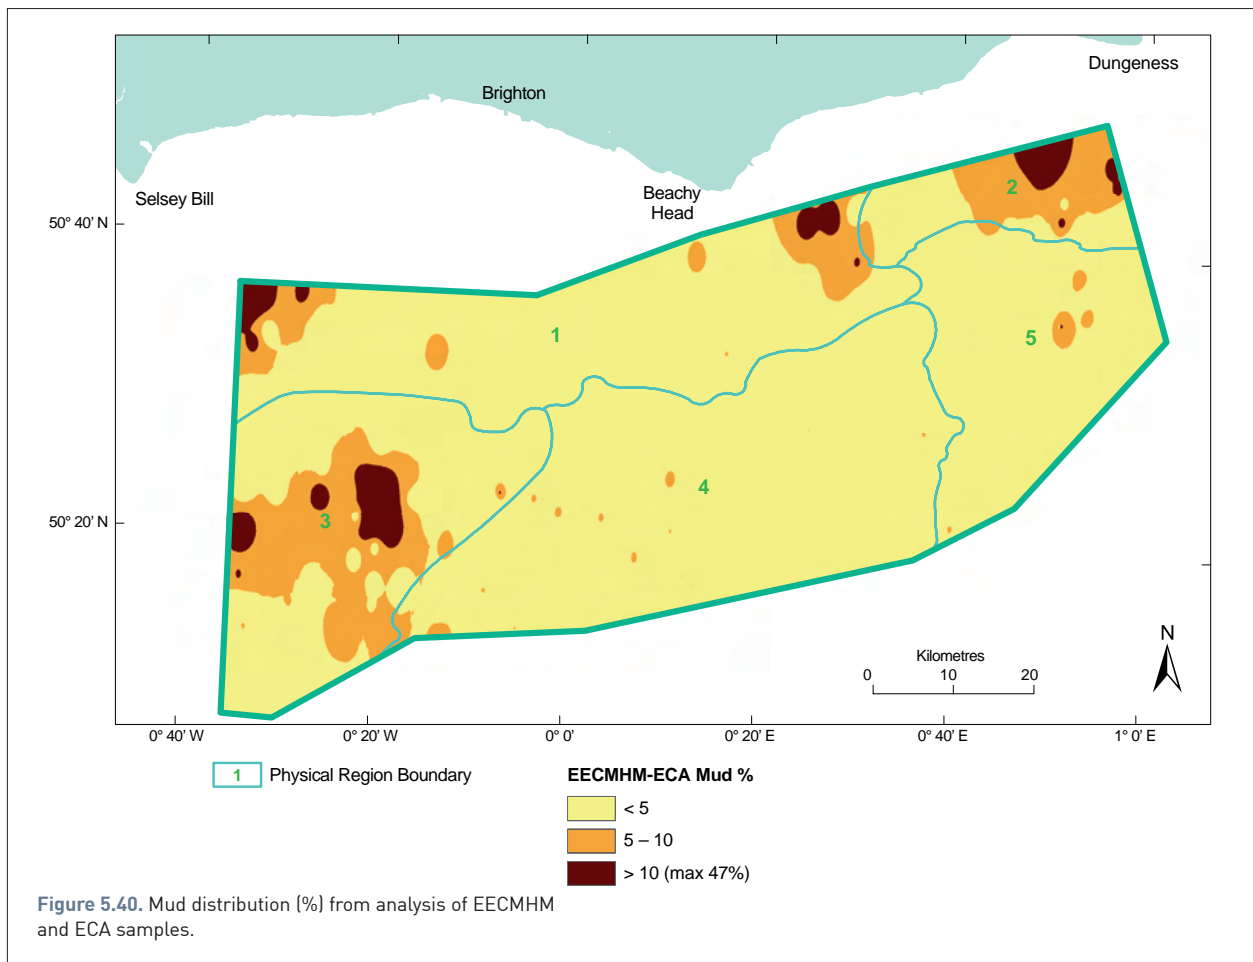 Dungeness
Brighton
Selsey Bill
Beachy
Head
50° 40' N
50° 20' N
1
2
3
4
5
N
Kilometres
0 10 20
0° 40' W 0° 20' W 0° 0' 0° 20' E 0° 40' E 1° 0' E
1 Physical Region Boundary
EECMHM-ECA Mud %
< 5
5 – 10
> 10 (max 47%)
Figure 5.40. Mud distribution (%) from analysis of EECMHM
and ECA samples.